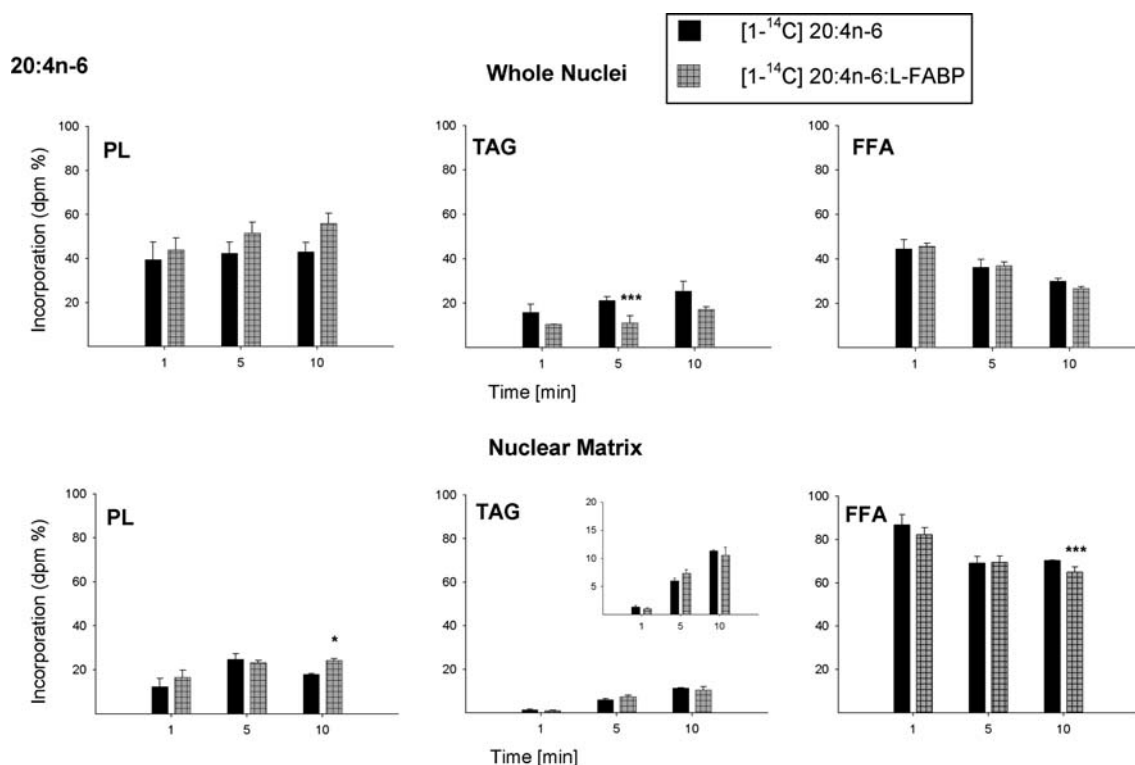 20:4n-6
[1-¹⁴C] 20:4n-6
[1-¹⁴C] 20:4n-6:L-FABP
Whole Nuclei
Incorporation (dpm %)
PL
100
80
60
40
20
1 5 10
TAG
100
80
60
40
20
***
1 5 10
Time [min]
FFA
100
80
60
40
20
1 5 10
Nuclear Matrix
Incorporation (dpm %)
PL
100
80
60
40
20
*
1 5 10
TAG
100
80
60
40
20
20
15
10
5
1 5 10
1 5 10
Time [min]
FFA
100
80
60
40
20
***
1 5 10